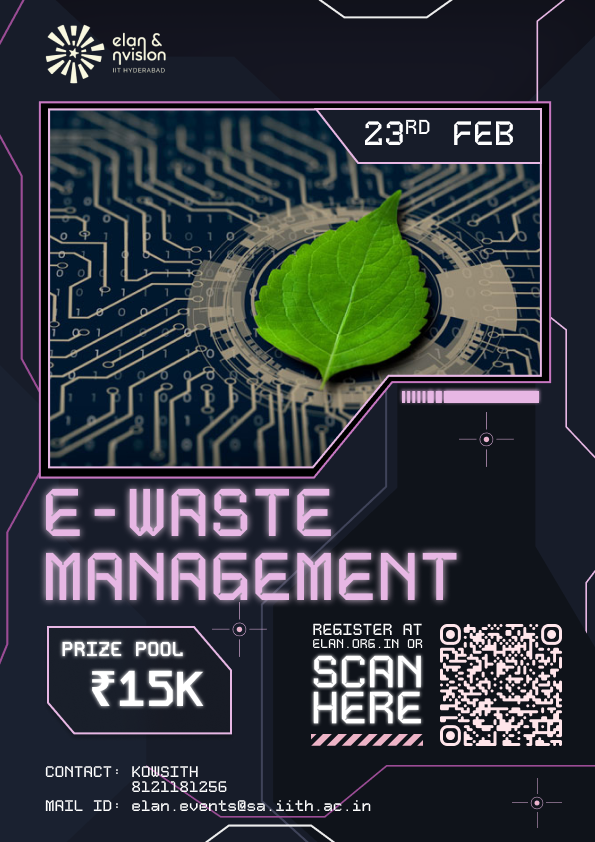 elan &
ηvision
IIT HYDERABAD
23RD FEB
E-WASTE
MANAGEMENT
PRIZE POOL
₹15K
REGISTER AT
ELAN.ORG.IN OR
SCAN
HERE
CONTACT: KOWSITH
8121181256
MAIL ID: elan.events@sa.iith.ac.in